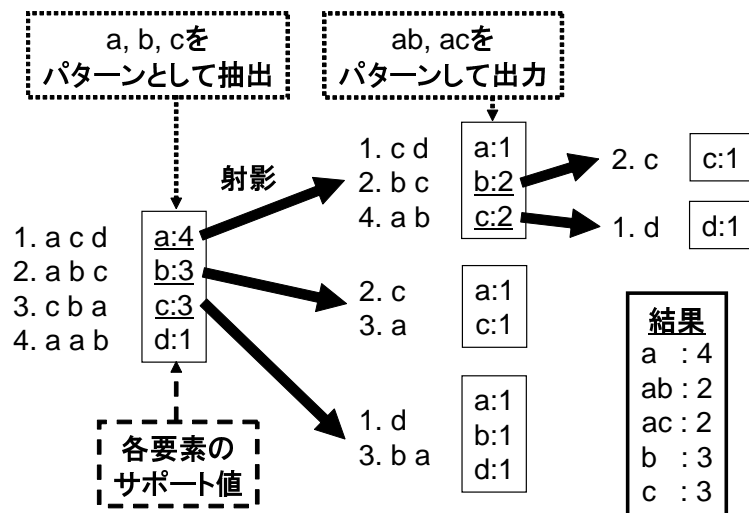 a, b, cを
パターンとして抽出
ab, acを
パターンして出力
射影
1. a c d
2. a b c
3. c b a
4. a a b
a:4
b:3
c:3
d:1
各要素の
サポート値
1. c d
2. b c
4. a b
a:1
b:2
c:2
2. c
c:1
1. d
d:1
2. c
3. a
a:1
c:1
1. d
3. b a
a:1
b:1
d:1
結果
a : 4
ab : 2
ac : 2
b : 3
c : 3